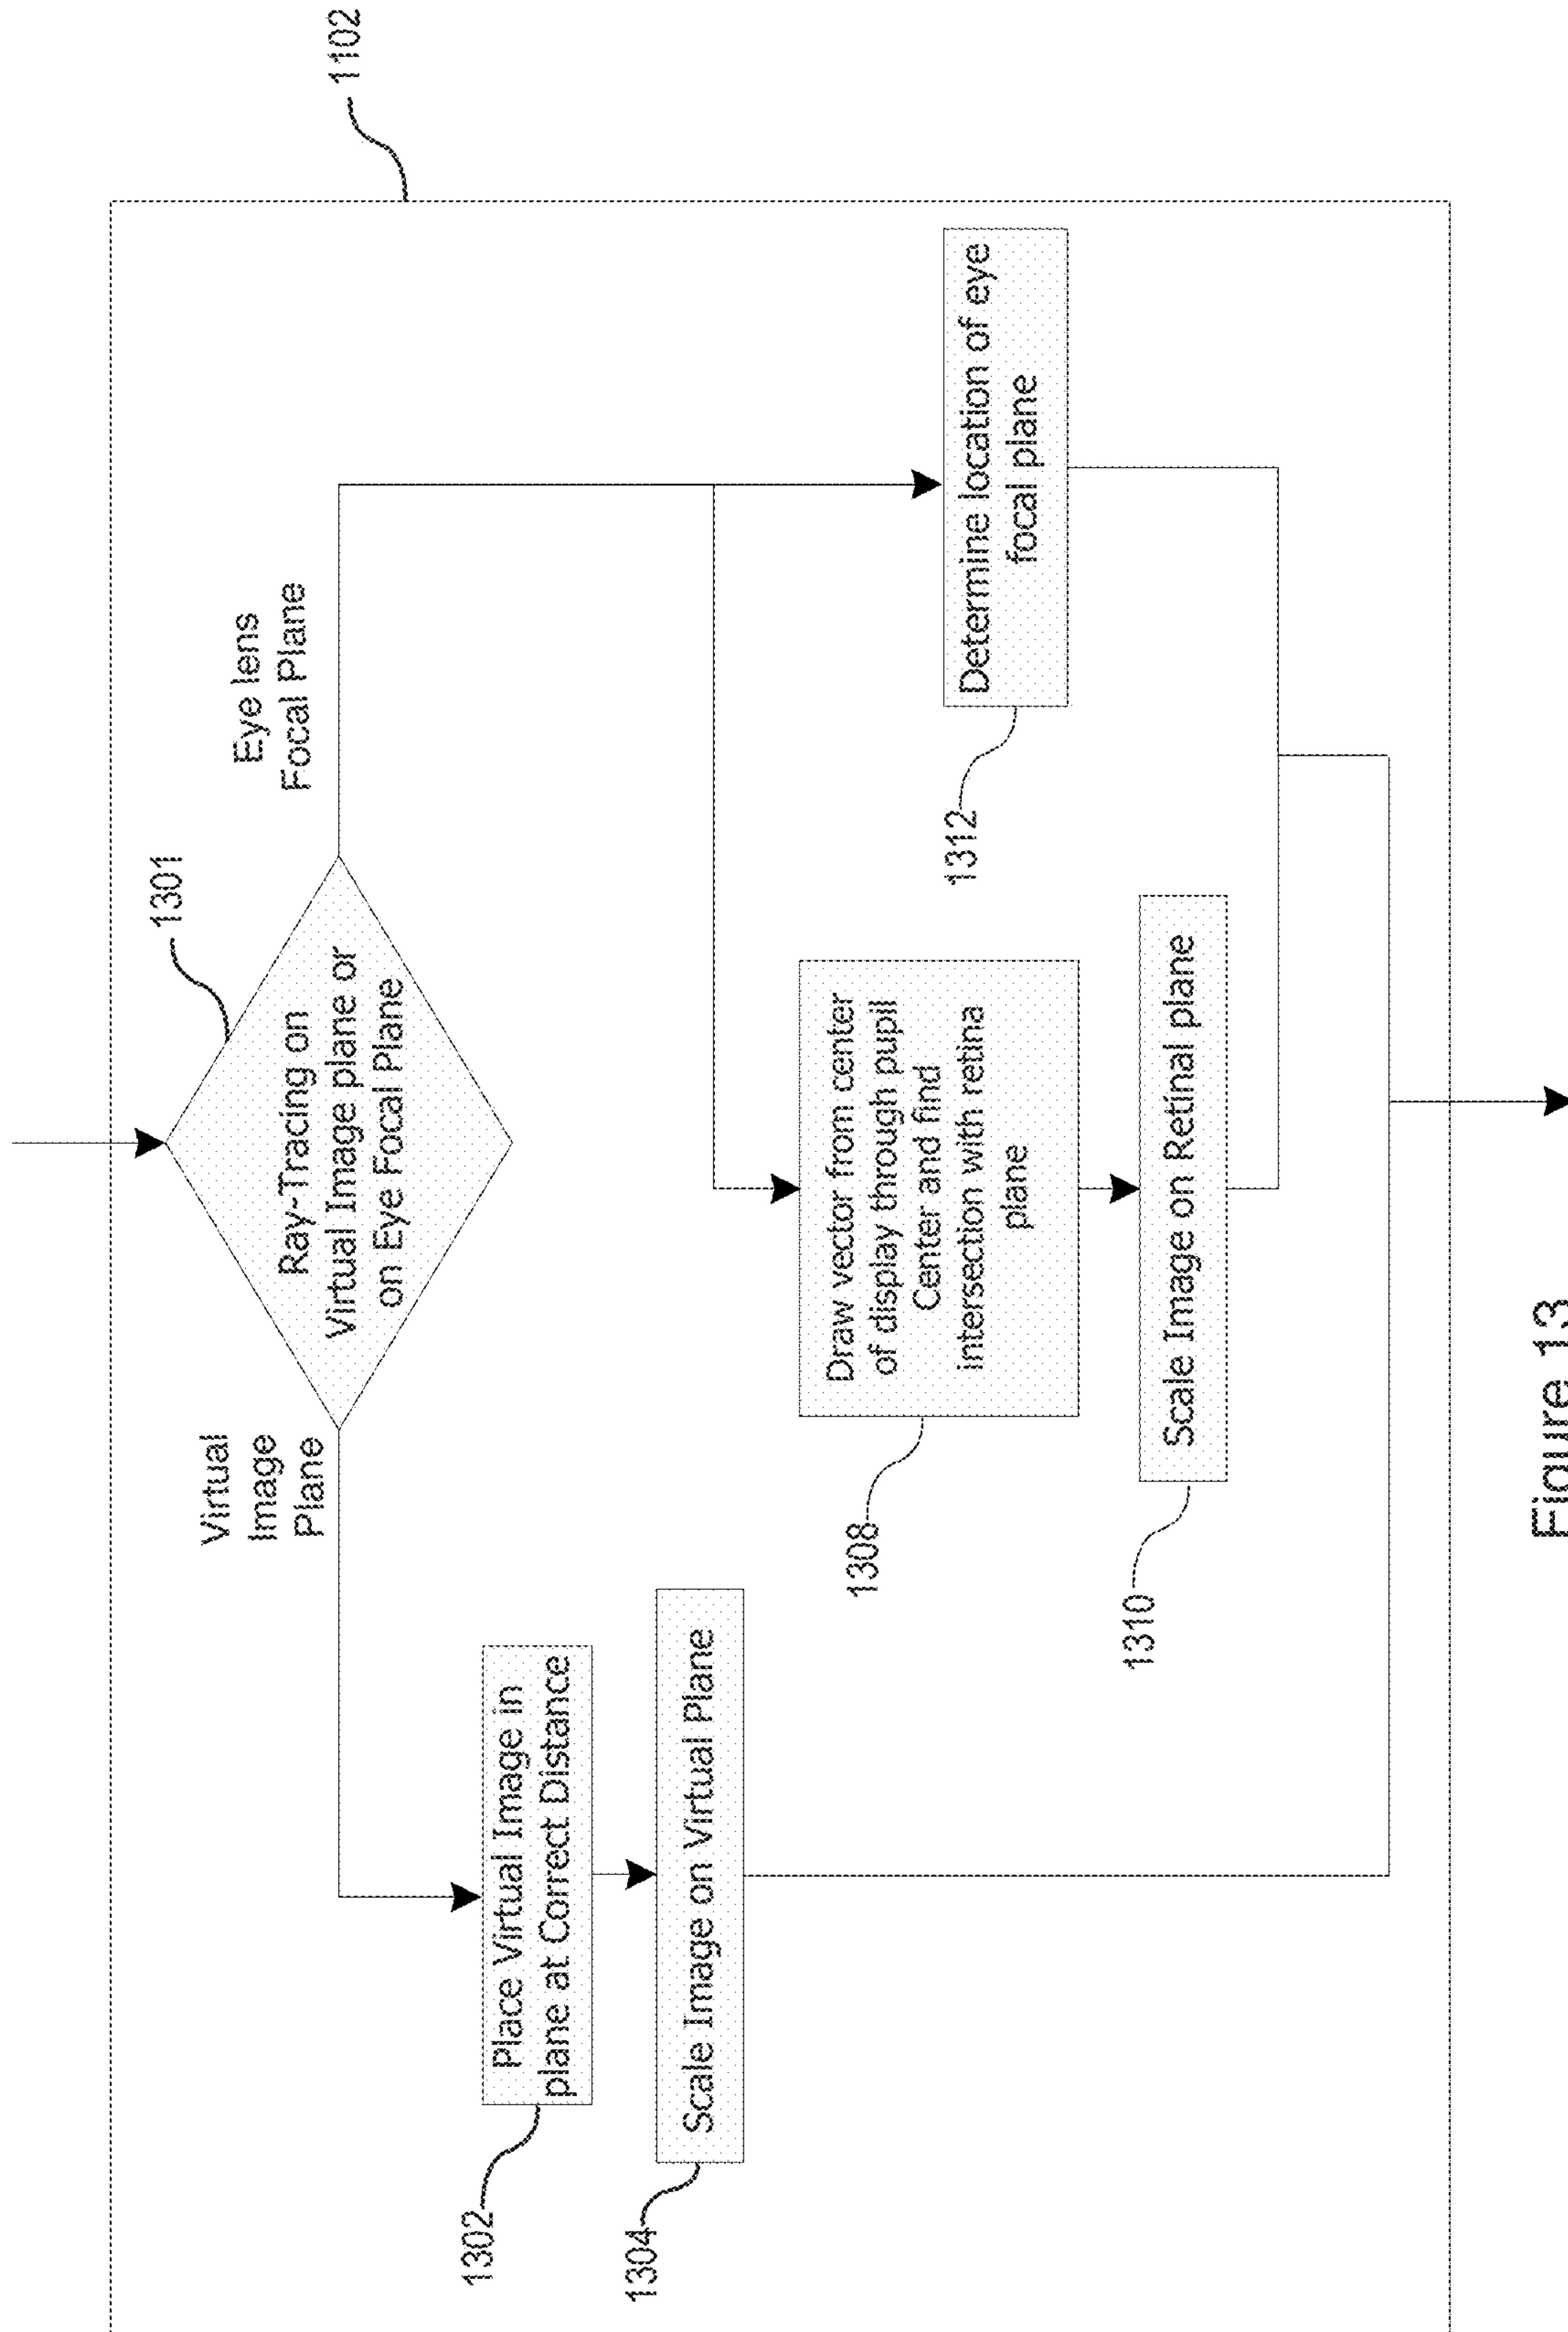 1102
1301
Ray-Tracing on
Virtual Image plane or
on Eye Focal Plane
Virtual
Image
Plane
Eye lens
Focal Plane
1302
Place Virtual Image in
plane at Correct Distance
1304
Scale Image on Virtual Plane
1308
Draw vector from center
of display through pupil
Center and find
intersection with retina
plane
1310
Scale Image on Retinal plane
1312
Determine location of eye
focal plane
Figure 13